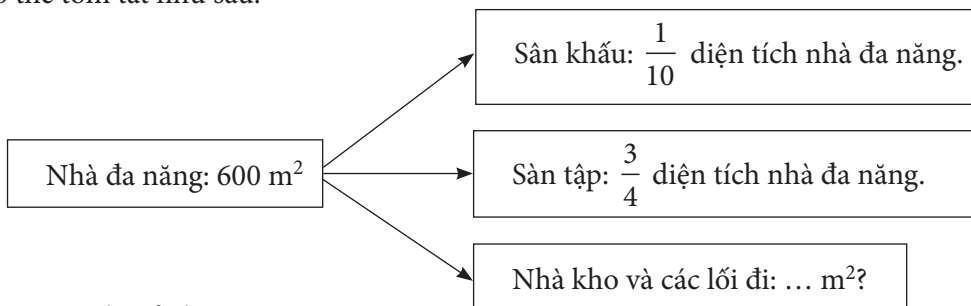 Sân khấu: 1/10 diện tích nhà đa năng.
Nhà đa năng: 600 m²
Sàn tập: 3/4 diện tích nhà đa năng.
Nhà kho và các lối đi: … m²?